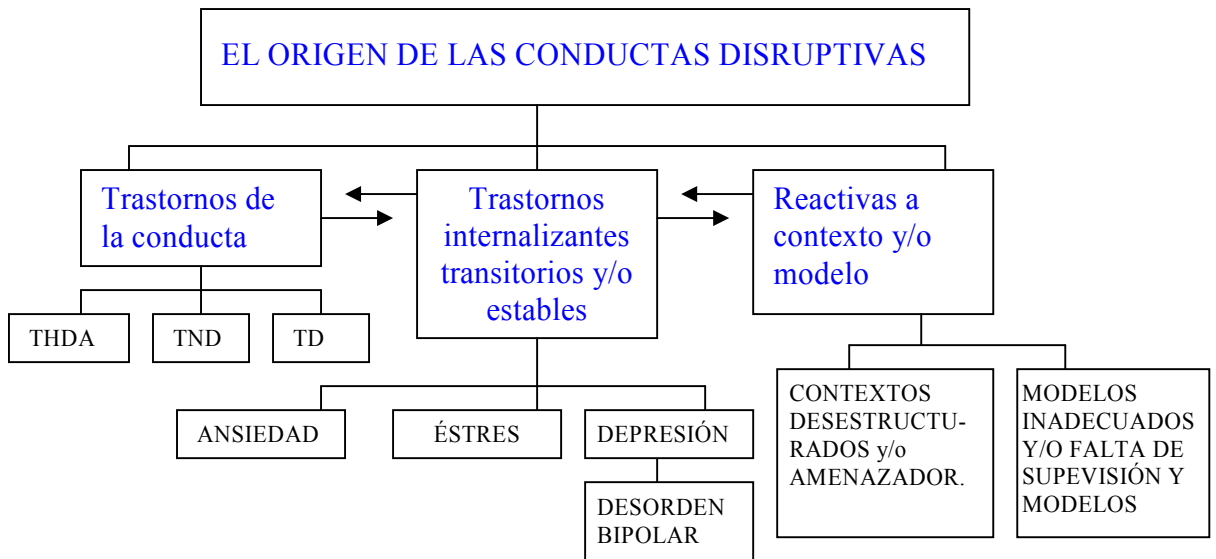 EL ORIGEN DE LAS CONDUCTAS DISRUPTIVAS
Trastornos de
la conducta
Trastornos
internalizantes
transitorios y/o
estables
Reactivas a
contexto y/o
modelo
THDA
TND
TD
ANSIEDAD
ÉSTRES
DEPRESIÓN
DESORDEN
BIPOLAR
CONTEXTOS
DESESTRUCTU-
RADOS y/o
AMENAZADOR.
MODELOS
INADECUADOS
Y/O FALTA DE
SUPEVISIÓN Y
MODELOS